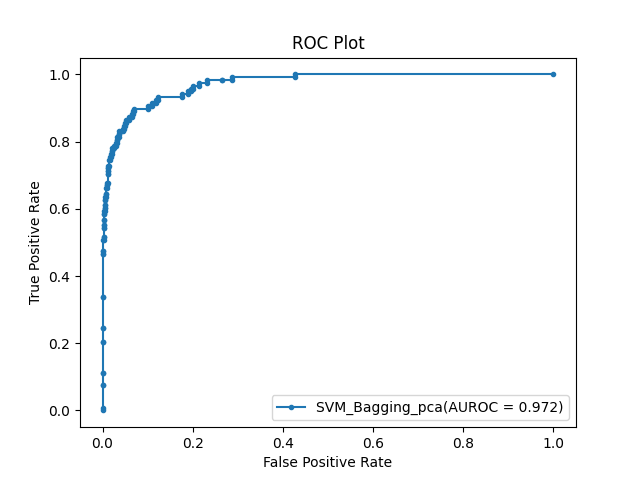 ROC Plot
True Positive Rate
1.0
0.8
0.6
0.4
0.2
0.0
SVM_Bagging_pca(AUROC = 0.972)
0.0 0.2 0.4 0.6 0.8 1.0
False Positive Rate